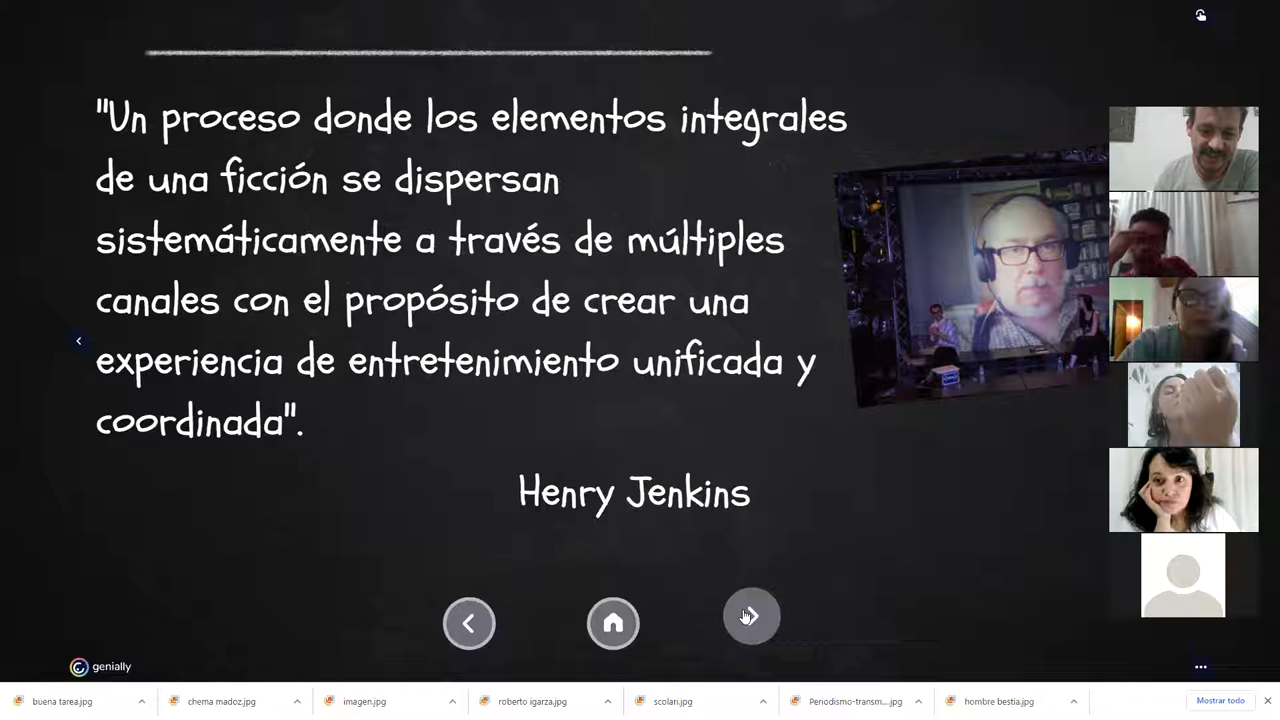 "Un proceso donde los elementos integrales
de una ficción se dispersan
sistemáticamente a través de múltiples
canales con el propósito de crear una
experiencia de entretenimiento unificada y
coordinada".
Henry Jenkins
genially
buena tarea.jpg
chema madoz.jpg
imagen.jpg
roberto igarza.jpg
scolari.jpg
Periodismo-transm....jpg
hombre bestia.jpg
Mostrar todo